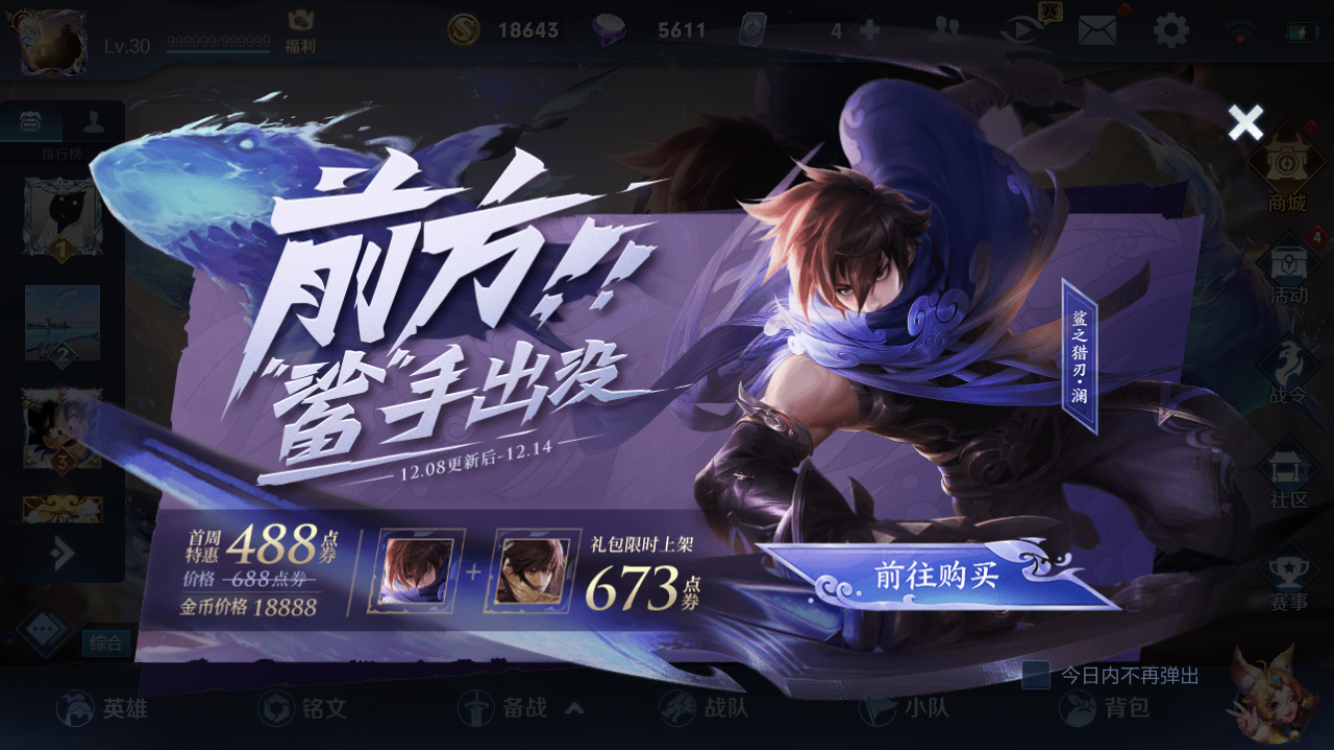 赛
Lv.30
999999/999999
福利
18643
5611
4
排行榜
1
2
3
前方!!
“鲨”手出没
12.08更新后-12.14
鲨之猎刃·澜
商城
4
活动
战令
社区
赛事
首周特惠 488点券
价格 688点券
金币价格 18888
+
礼包限时上架
673点券
前往购买
综合
今日内不再弹出
英雄
铭文
备战
战队
小队
背包